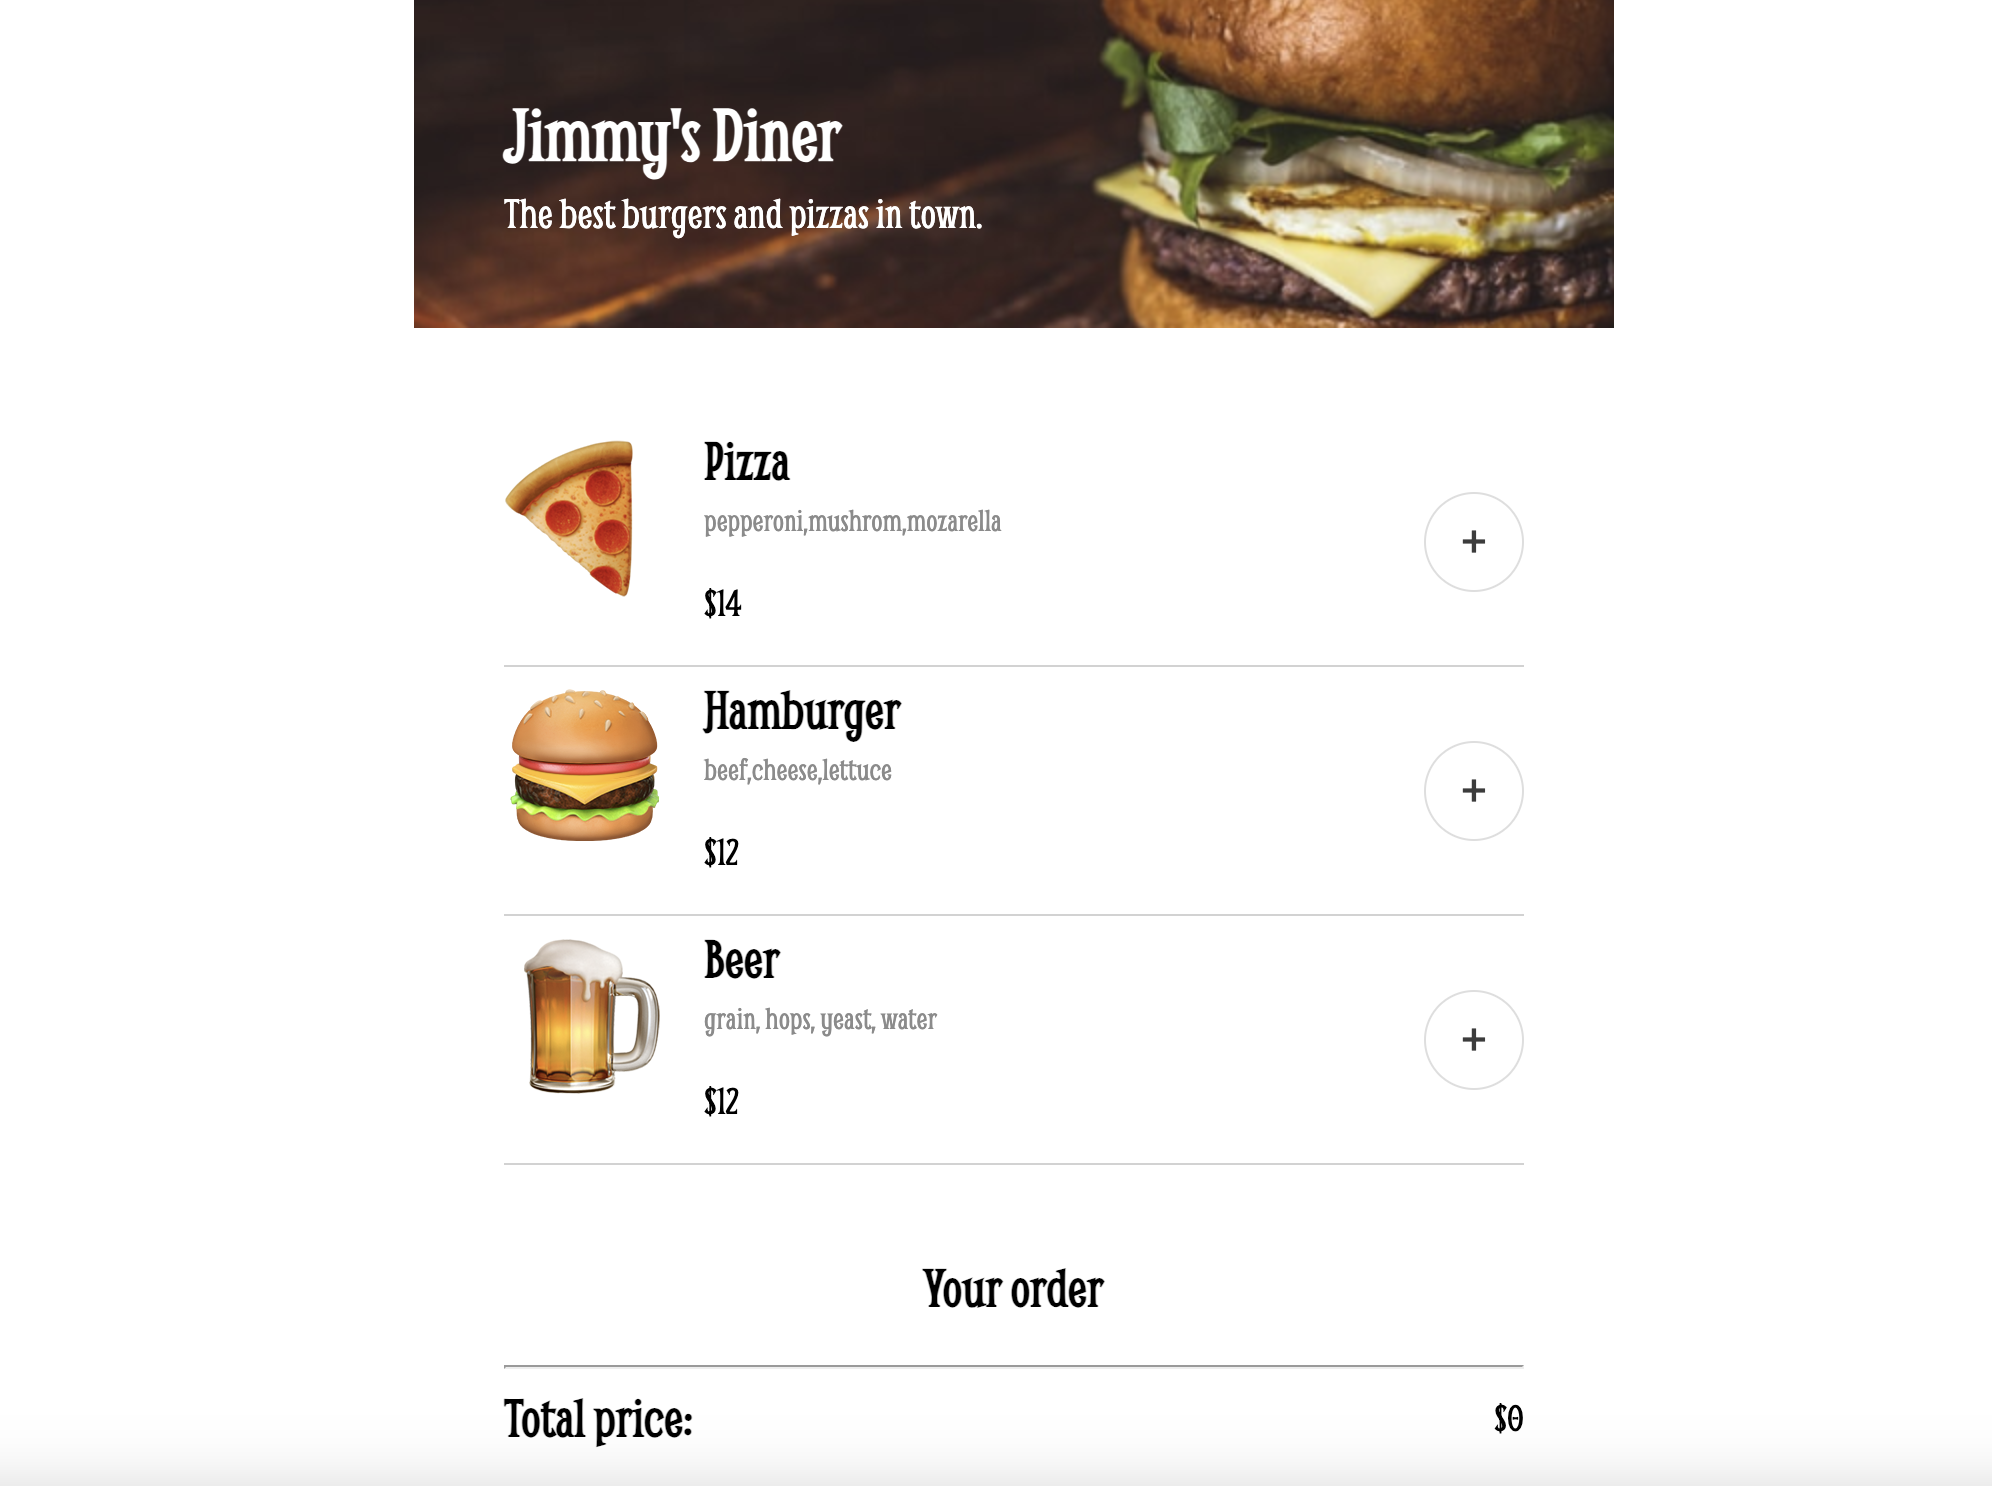 Jimmy's Diner
The best burgers and pizzas in town.
Pizza
pepperoni,mushrom,mozarella
$14
+
Hamburger
beef,cheese,lettuce
$12
+
Beer
grain, hops, yeast, water
$12
+
Your order
Total price: $0